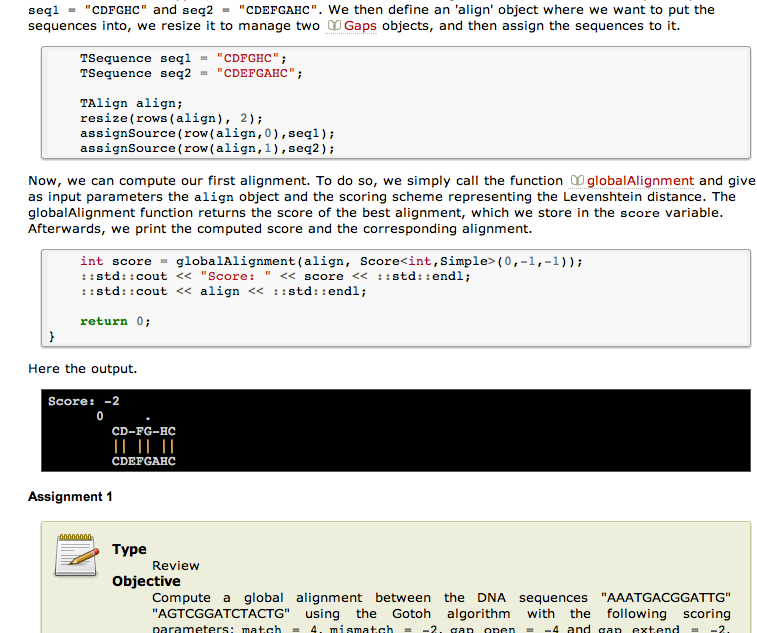 seq1 = "CDFGHC" and seq2 = "CDEFGAHC". We then define an 'align' object where we want to put the
sequences into, we resize it to manage two Gaps objects, and then assign the sequences to it.
TSequence seq1 = "CDFGHC";
TSequence seq2 = "CDEFGAHC";
TAlign align;
resize(rows(align), 2);
assignSource(row(align,0),seq1);
assignSource(row(align,1),seq2);
Now, we can compute our first alignment. To do so, we simply call the function globalAlignment and give
as input parameters the align object and the scoring scheme representing the Levenshtein distance. The
globalAlignment function returns the score of the best alignment, which we store in the score variable.
Afterwards, we print the computed score and the corresponding alignment.
int score = globalAlignment(align, Score<int,Simple>(0,-1,-1));
::std::cout << "Score: " << score << ::std::endl;
::std::cout << align << ::std::endl;
return 0;
}
Here the output.
Score: -2
0 .
CD-FG-HC
|| || ||
CDEFGAHC
Assignment 1
Type
Review
Objective
Compute a global alignment between the DNA sequences "AAATGACGGATTG"
"AGTCGGATCTACTG" using the Gotoh algorithm with the following scoring
parameters: match = 4, mismatch = -2, gap open = -4 and gap extend = -2.